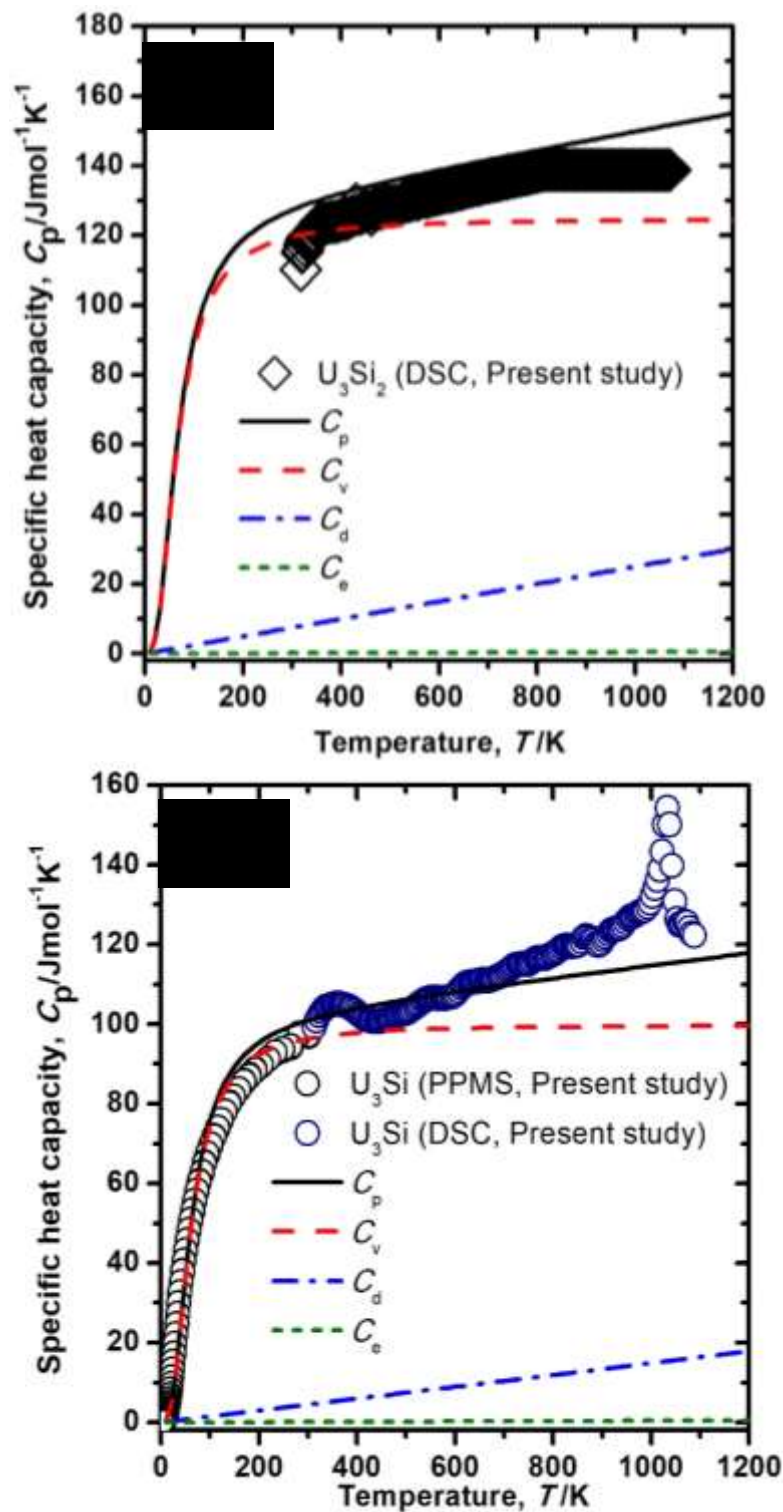 180
160
140
120
100
80
60
40
20
0
Specific heat capacity, Cp/Jmol⁻¹K⁻¹
U₃Si₂ (DSC, Present study)
Cp
Cv
Cd
Ce
0 200 400 600 800 1000 1200
Temperature, T/K
160
140
120
100
80
60
40
20
0
Specific heat capacity, Cp/Jmol⁻¹K⁻¹
U₃Si (PPMS, Present study)
U₃Si (DSC, Present study)
Cp
Cv
Cd
Ce
0 200 400 600 800 1000 1200
Temperature, T/K